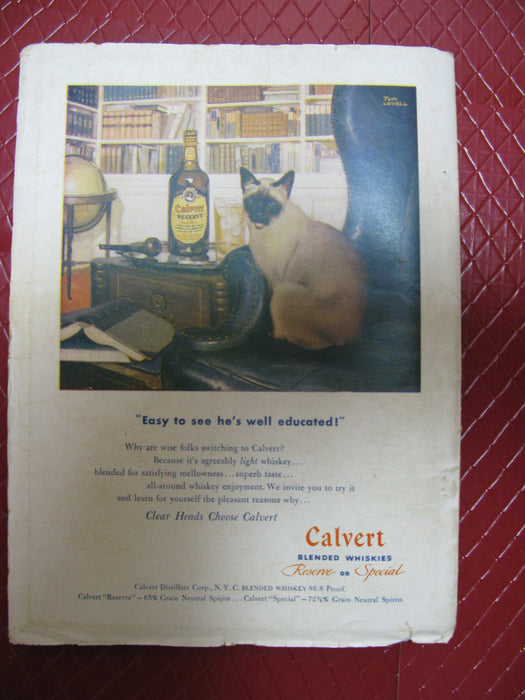 TOM
LOVELL
Calvert
RESERVE
"Easy to see he's well educated!"
Why are wise folks switching to Calvert?
Because it's agreeably light whiskey...
blended for satisfying mellowness...superb taste...
all-around whiskey enjoyment. We invite you to try it
and learn for yourself the pleasant reasons why...
Clear Heads Choose Calvert
Calvert
BLENDED WHISKIES
Reserve OR Special
Calvert Distillers Corp., N. Y. C. BLENDED WHISKEY 86.8 Proof.
Calvert "Reserve"—65% Grain Neutral Spirits... Calvert "Special"—72½% Grain Neutral Spirits